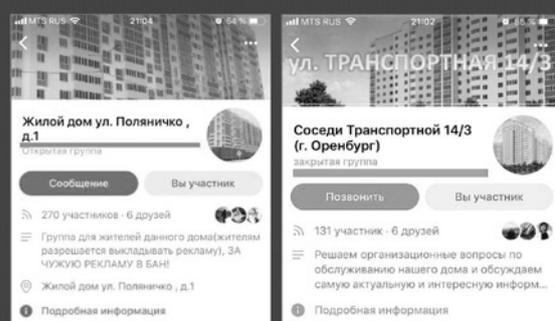 MTS RUS 21:04 64 %
Жилой дом ул. Поляничко ,
д.1
Открытая группа
Сообщение
Вы участник
270 участников · 6 друзей
Группа для жителей данного дома(жителям
разрешается выкладывать рекламу), ЗА
ЧУЖУЮ РЕКЛАМУ В БАН!
Жилой дом ул. Поляничко , д.1
Подробная информация
MTS RUS 21:02 65 %
ул. ТРАНСПОРТНАЯ 14/3
Соседи Транспортной 14/3
(г. Оренбург)
закрытая группа
Позвонить
Вы участник
131 участник · 6 друзей
Решаем организационные вопросы по
обслуживанию нашего дома и обсуждаем
самую актуальную и интересную информ...
Подробная информация